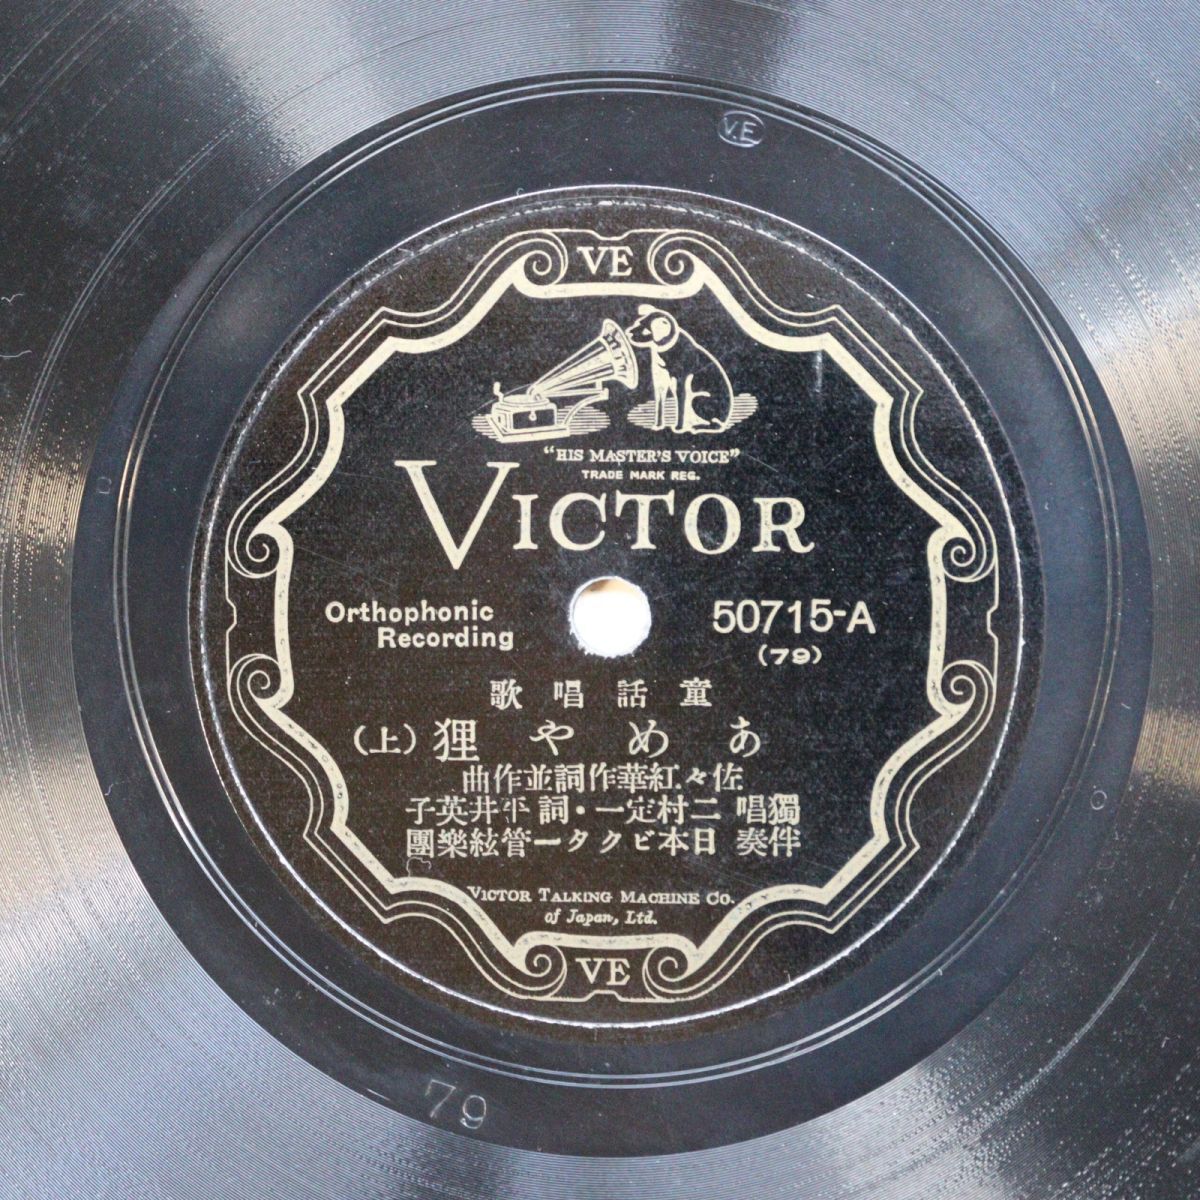 VE
VE
"HIS MASTER'S VOICE"
TRADE MARK REG.
VICTOR
Orthophonic
Recording
50715-A
(79)
童話唱歌
あめや狸(上)
佐々紅華作詞並作曲
獨唱 二村定一・詞 平井英子
伴奏 日本ビクター管絃樂團
VICTOR TALKING MACHINE CO.
of Japan, Ltd.
VE
79